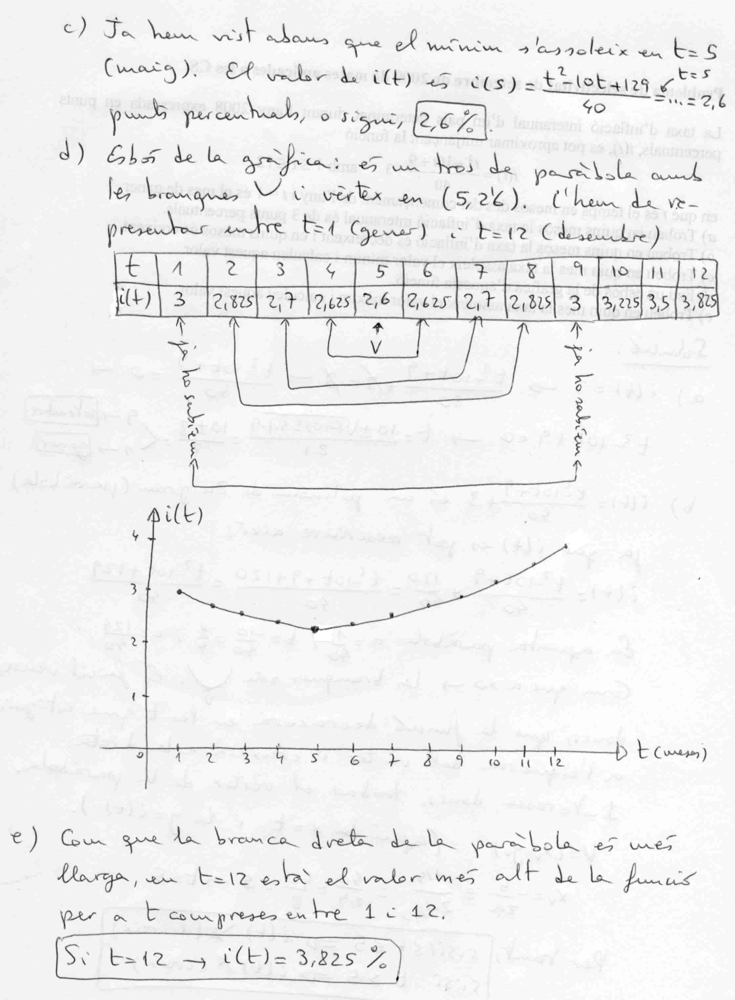 c) Ja hem vist abans que el mínim s'assoleix en t=5
(maig). El valor de i(t) és i(5) = (t²-10t+129)/40 = ... = 2,6
t=5
punts percentuals, o sigui, 2,6%.
d) Esbós de la gràfica: és un tros de paràbola amb
les branques ∪ i vèrtex en (5, 2'6). L'hem de re-
presentar entre t=1 (gener) i t=12 (desembre)
t 1 2 3 4 5 6 7 8 9 10 11 12
i(t) 3 2,825 2,7 2,625 2,6 2,625 2,7 2,825 3 3,225 3,5 3,825
V
ja ho sabíem
ja ho sabíem
i(t)
4
3
2
1
0 1 2 3 4 5 6 7 8 9 10 11 12 t (mesos)
e) Com que la branca dreta de la paràbola és més
llarga, en t=12 està el valor més alt de la funció
per a t compreses entre 1 i 12.
Si t=12 → i(t) = 3,825 %